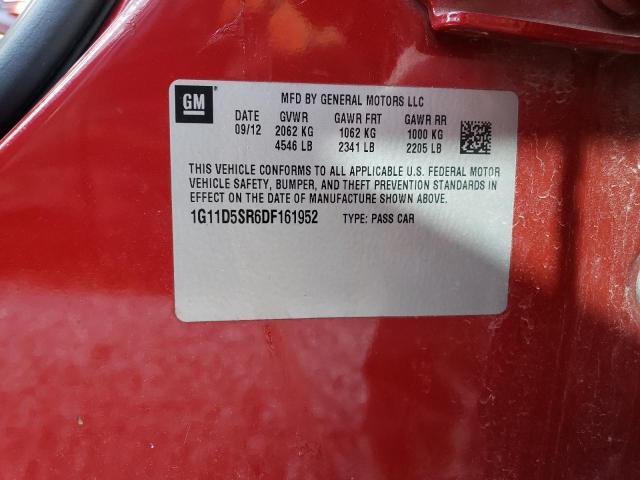 GM
MFD BY GENERAL MOTORS LLC
DATE GVWR GAWR FRT GAWR RR
09/12 2062 KG 1062 KG 1000 KG
4546 LB 2341 LB 2205 LB
THIS VEHICLE CONFORMS TO ALL APPLICABLE U.S. FEDERAL MOTOR
VEHICLE SAFETY, BUMPER, AND THEFT PREVENTION STANDARDS IN
EFFECT ON THE DATE OF MANUFACTURE SHOWN ABOVE.
1G11D5SR6DF161952 TYPE: PASS CAR